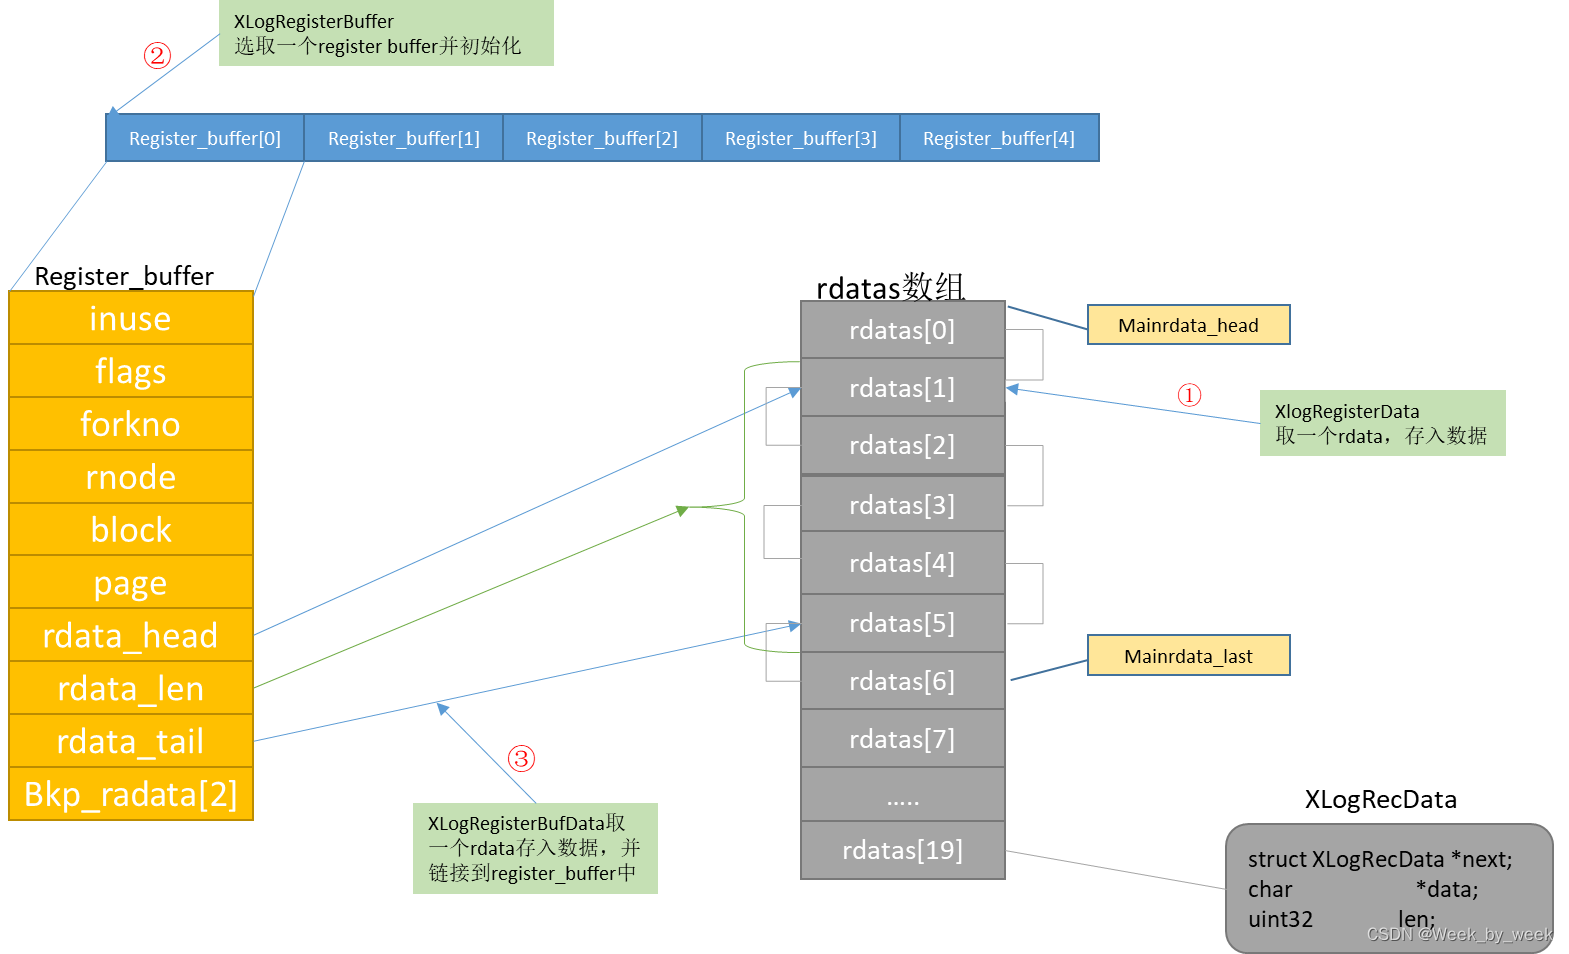 XLogRegisterBuffer
选取一个register buffer并初始化
②
Register_buffer[0]
Register_buffer[1]
Register_buffer[2]
Register_buffer[3]
Register_buffer[4]
Register_buffer
inuse
flags
forkno
rnode
block
page
rdata_head
rdata_len
rdata_tail
Bkp_radata[2]
rdatas数组
rdatas[0]
rdatas[1]
rdatas[2]
rdatas[3]
rdatas[4]
rdatas[5]
rdatas[6]
rdatas[7]
.....
rdatas[19]
Mainrdata_head
①
XlogRegisterData
取一个rdata，存入数据
Mainrdata_last
③
XLogRegisterBufData取
一个rdata存入数据，并
链接到register_buffer中
XLogRecData
struct XLogRecData *next;
char *data;
uint32 len;
CSDN @Week_by_week